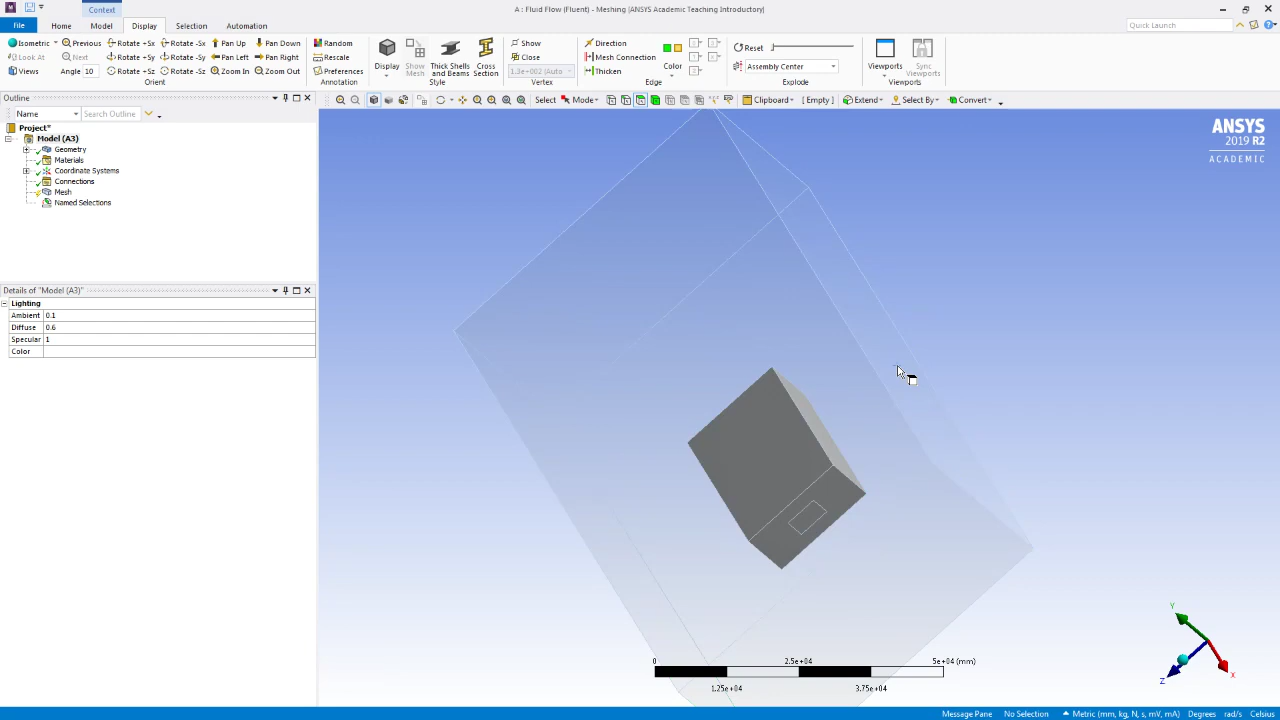 Context
A : Fluid Flow (Fluent) - Meshing [ANSYS Academic Teaching Introductory]
File Home Model Display Selection Automation
Quick Launch
Isometric Previous Rotate +Sx Rotate -Sx Pan Up Pan Down Random Show Direction Reset
Look At Next Rotate +Sy Rotate -Sy Pan Left Pan Right Rescale Close Mesh Connection Assembly Center
Views Angle 10 Rotate +Sz Rotate -Sz Zoom In Zoom Out Preferences 1.3e+002 (Auto Thicken
Display Show Mesh Thick Shells and Beams Cross Section Color Viewports Sync Viewports
Orient Annotation Style Vertex Edge Explode Viewports
Outline
Name Search Outline
Select Mode Clipboard [ Empty ] Extend Select By Convert
Project*
Model (A3)
Geometry
Materials
Coordinate Systems
Connections
Mesh
Named Selections
Details of "Model (A3)"
Lighting
Ambient 0.1
Diffuse 0.6
Specular 1
Color
ANSYS
2019 R2
ACADEMIC
0 2.5e+04 5e+04 (mm)
1.25e+04 3.75e+04
Y
Z
X
Message Pane No Selection Metric (mm, kg, N, s, mV, mA) Degrees rad/s Celsius